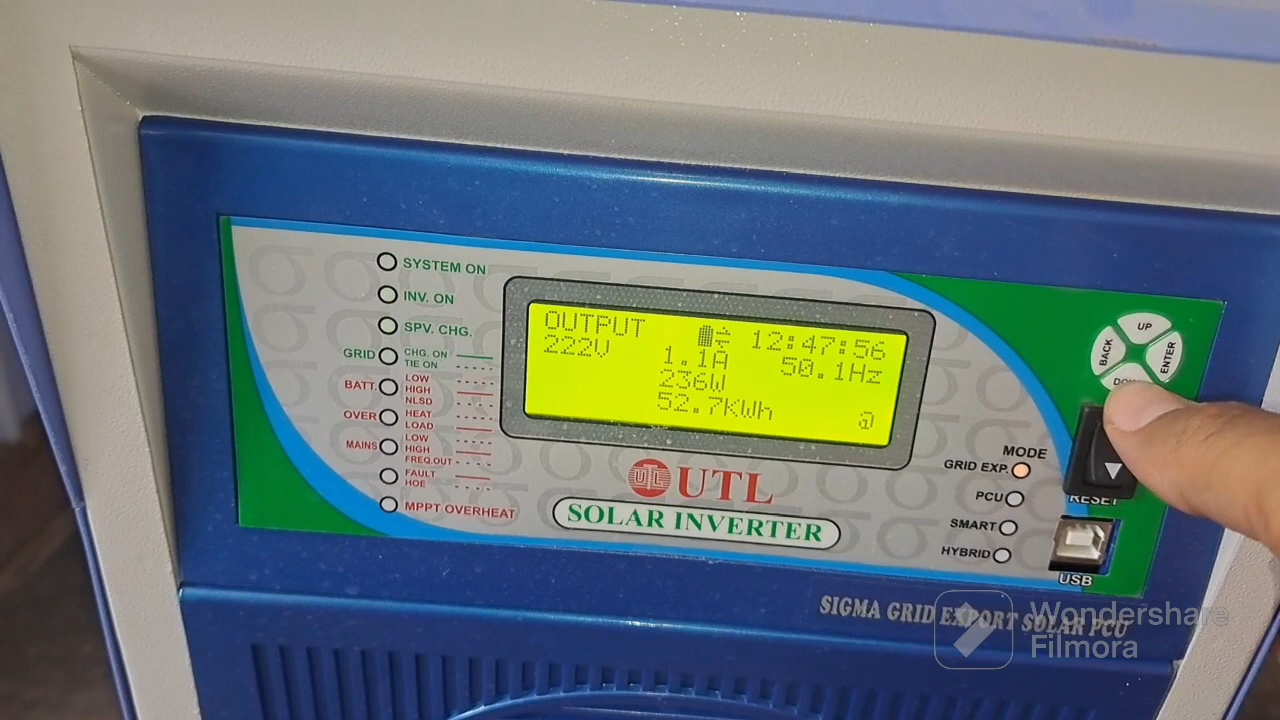 SYSTEM ON
INV. ON
SPV. CHG.
GRID CHG. ON
TIE ON
BATT. LOW
HIGH
NLSD
OVER HEAT
LOAD
MAINS LOW
HIGH
FREQ.OUT
FAULT
HOE
MPPT OVERHEAT
OUTPUT 12:47:56
222V 1.1A 50.1Hz
236W
52.7KWh @
UTL
UTL
SOLAR INVERTER
UP
BACK
ENTER
MODE
GRID EXP.
PCU
SMART
HYBRID
RESET
USB
SIGMA GRID EXPORT SOLAR PCU
Wondershare
Filmora